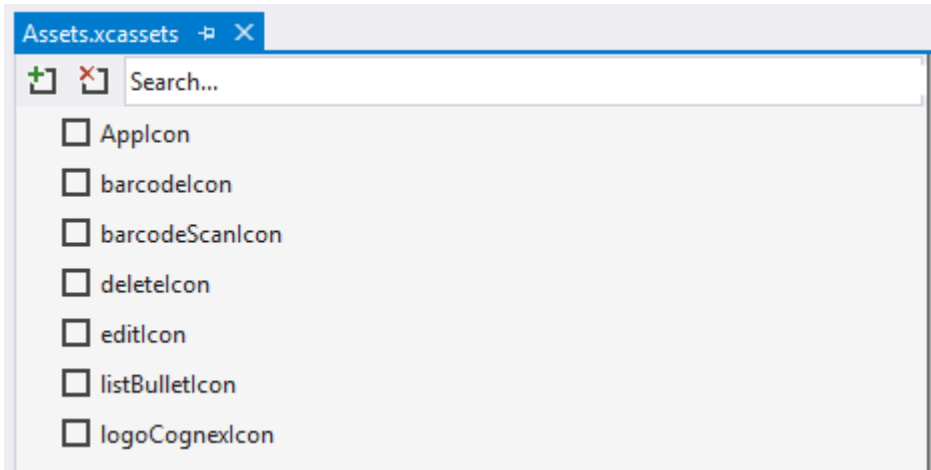 Assets.xcassets
Search...
AppIcon
barcodeIcon
barcodeScanIcon
deleteIcon
editIcon
listBulletIcon
logoCognexIcon